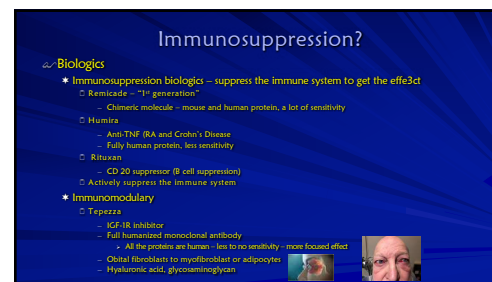 Immunosuppression?
Biologics
Immunosuppression biologics – suppress the immune system to get the effe3ct
Remicade – "1st generation"
– Chimeric molecule – mouse and human protein, a lot of sensitivity
Humira
– Anti-TNF (RA and Crohn's Disease
– Fully human protein, less sensitivity
Rituxan
– CD 20 suppressor (B cell suppression)
Actively suppress the immune system
Immunomodulary
Tepezza
– IGF-1R inhibitor
– Full humanized monoclonal antibody
➢ All the proteins are human – less to no sensitivity – more focused effect
– Obital fibroblasts to myofibroblast or adipocytes
– Hyaluronic acid, glycosaminoglycan